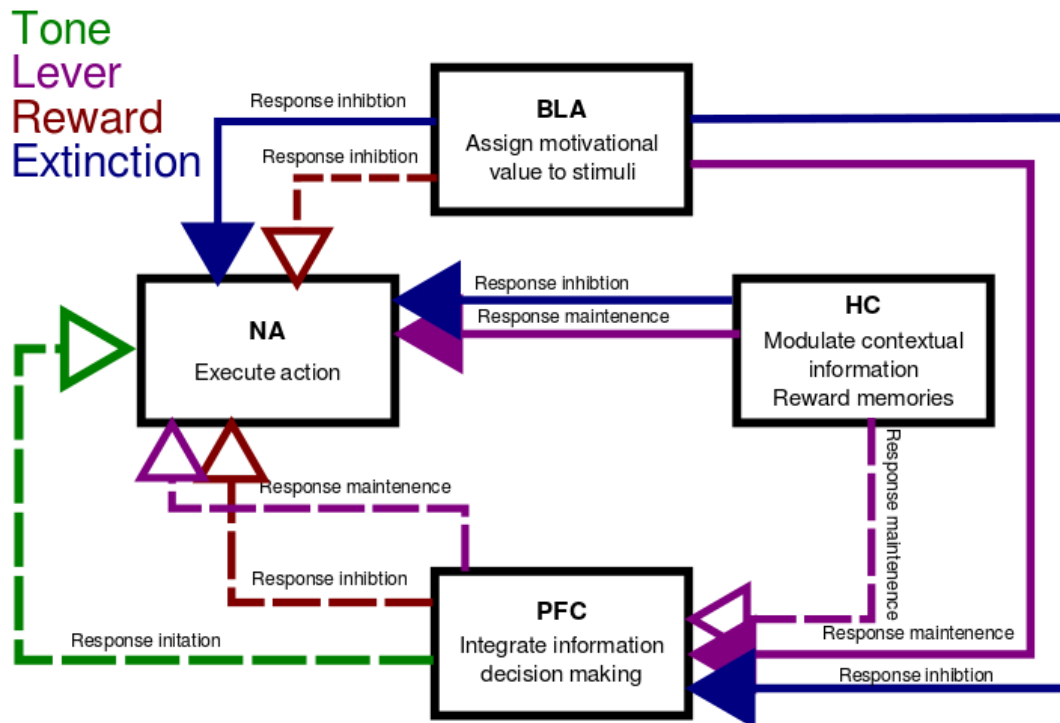 Tone
Lever
Reward
Extinction
Response inhibtion
Response inhibtion
BLA
Assign motivational
value to stimuli
NA
Execute action
Response inhibtion
Response maintenence
HC
Modulate contextual
information
Reward memories
Response maintenence
Response maintenence
Response inhibtion
Response initation
PFC
Integrate information
decision making
Response maintenence
Response inhibtion